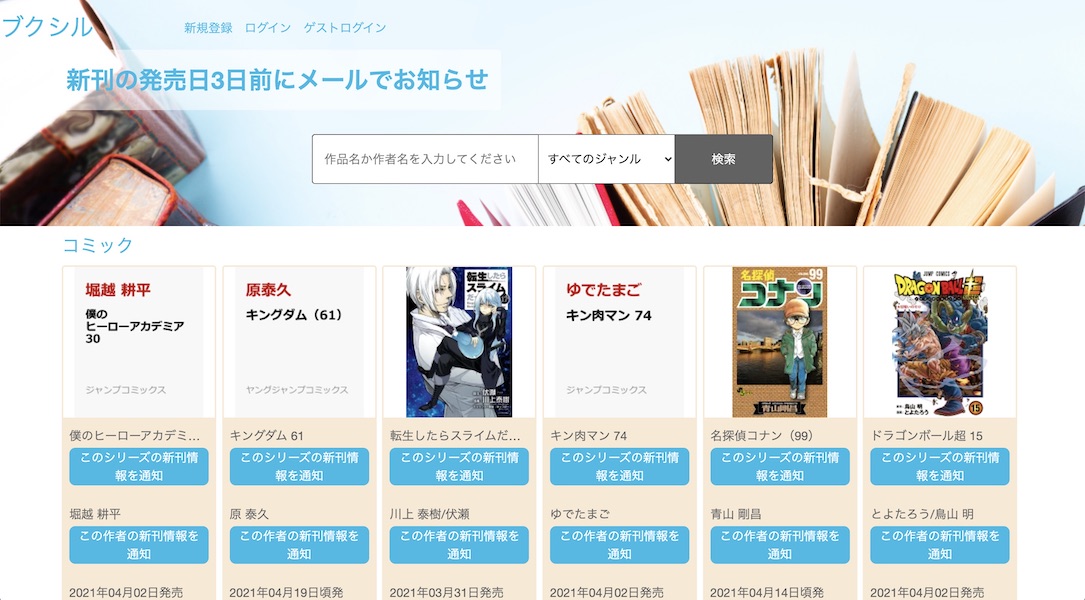 ブクシル
新規登録 ログイン ゲストログイン
新刊の発売日3日前にメールでお知らせ
作品名か作者名を入力してください すべてのジャンル 検索
コミック
堀越 耕平
僕の
ヒーローアカデミア
30
ジャンプコミックス
原泰久
キングダム（61）
ヤングジャンプコミックス
転生したら
スライム
伏瀬
川上泰樹
ゆでたまご
キン肉マン 74
ジャンプコミックス
名探偵 99
コナン
青山剛昌
JUMP COMICS
DRAGON BALL超
鳥山 明
とよたろう
15
僕のヒーローアカデミ…
このシリーズの新刊情
報を通知
堀越 耕平
この作者の新刊情報を
通知
2021年04月02日発売
キングダム 61
このシリーズの新刊情
報を通知
原 泰久
この作者の新刊情報を
通知
2021年04月19日頃発
転生したらスライムだ…
このシリーズの新刊情
報を通知
川上 泰樹/伏瀬
この作者の新刊情報を
通知
2021年03月31日発売
キン肉マン 74
このシリーズの新刊情
報を通知
ゆでたまご
この作者の新刊情報を
通知
2021年04月02日発売
名探偵コナン（99）
このシリーズの新刊情
報を通知
青山 剛昌
この作者の新刊情報を
通知
2021年04月14日頃発
ドラゴンボール超 15
このシリーズの新刊情
報を通知
とよたろう/鳥山 明
この作者の新刊情報を
通知
2021年04月02日発売